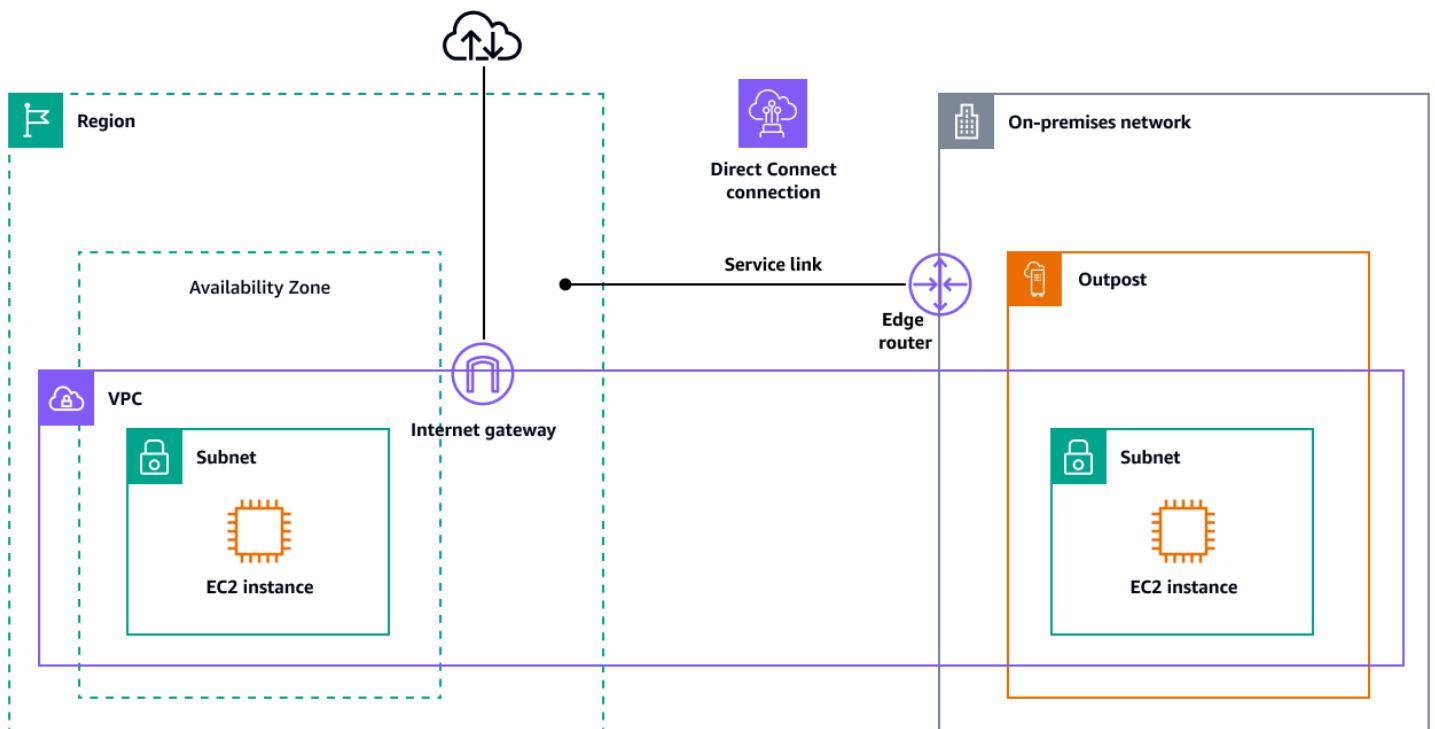 Region
On-premises network
Direct Connect
connection
Service link
Outpost
Availability Zone
Edge
router
VPC
Internet gateway
Subnet
Subnet
EC2 instance
EC2 instance